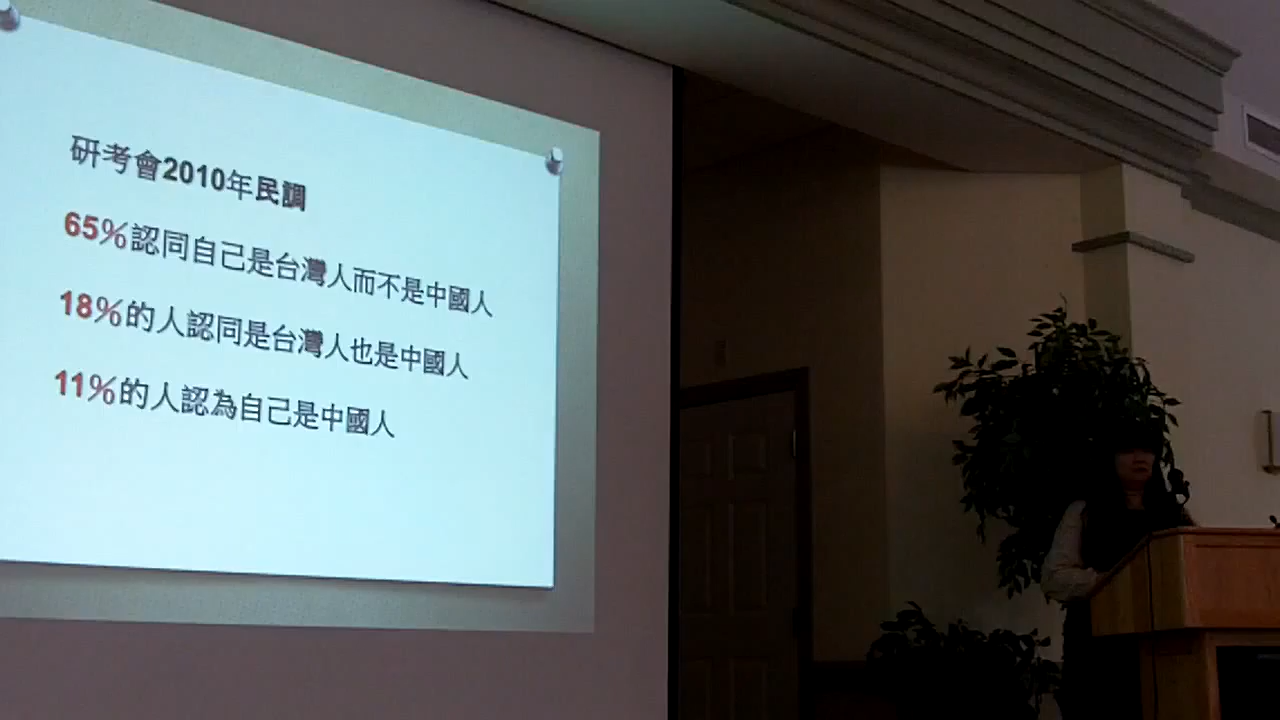 研考會2010年民調
65%認同自己是台灣人而不是中國人
18%的人認同是台灣人也是中國人
11%的人認為自己是中國人